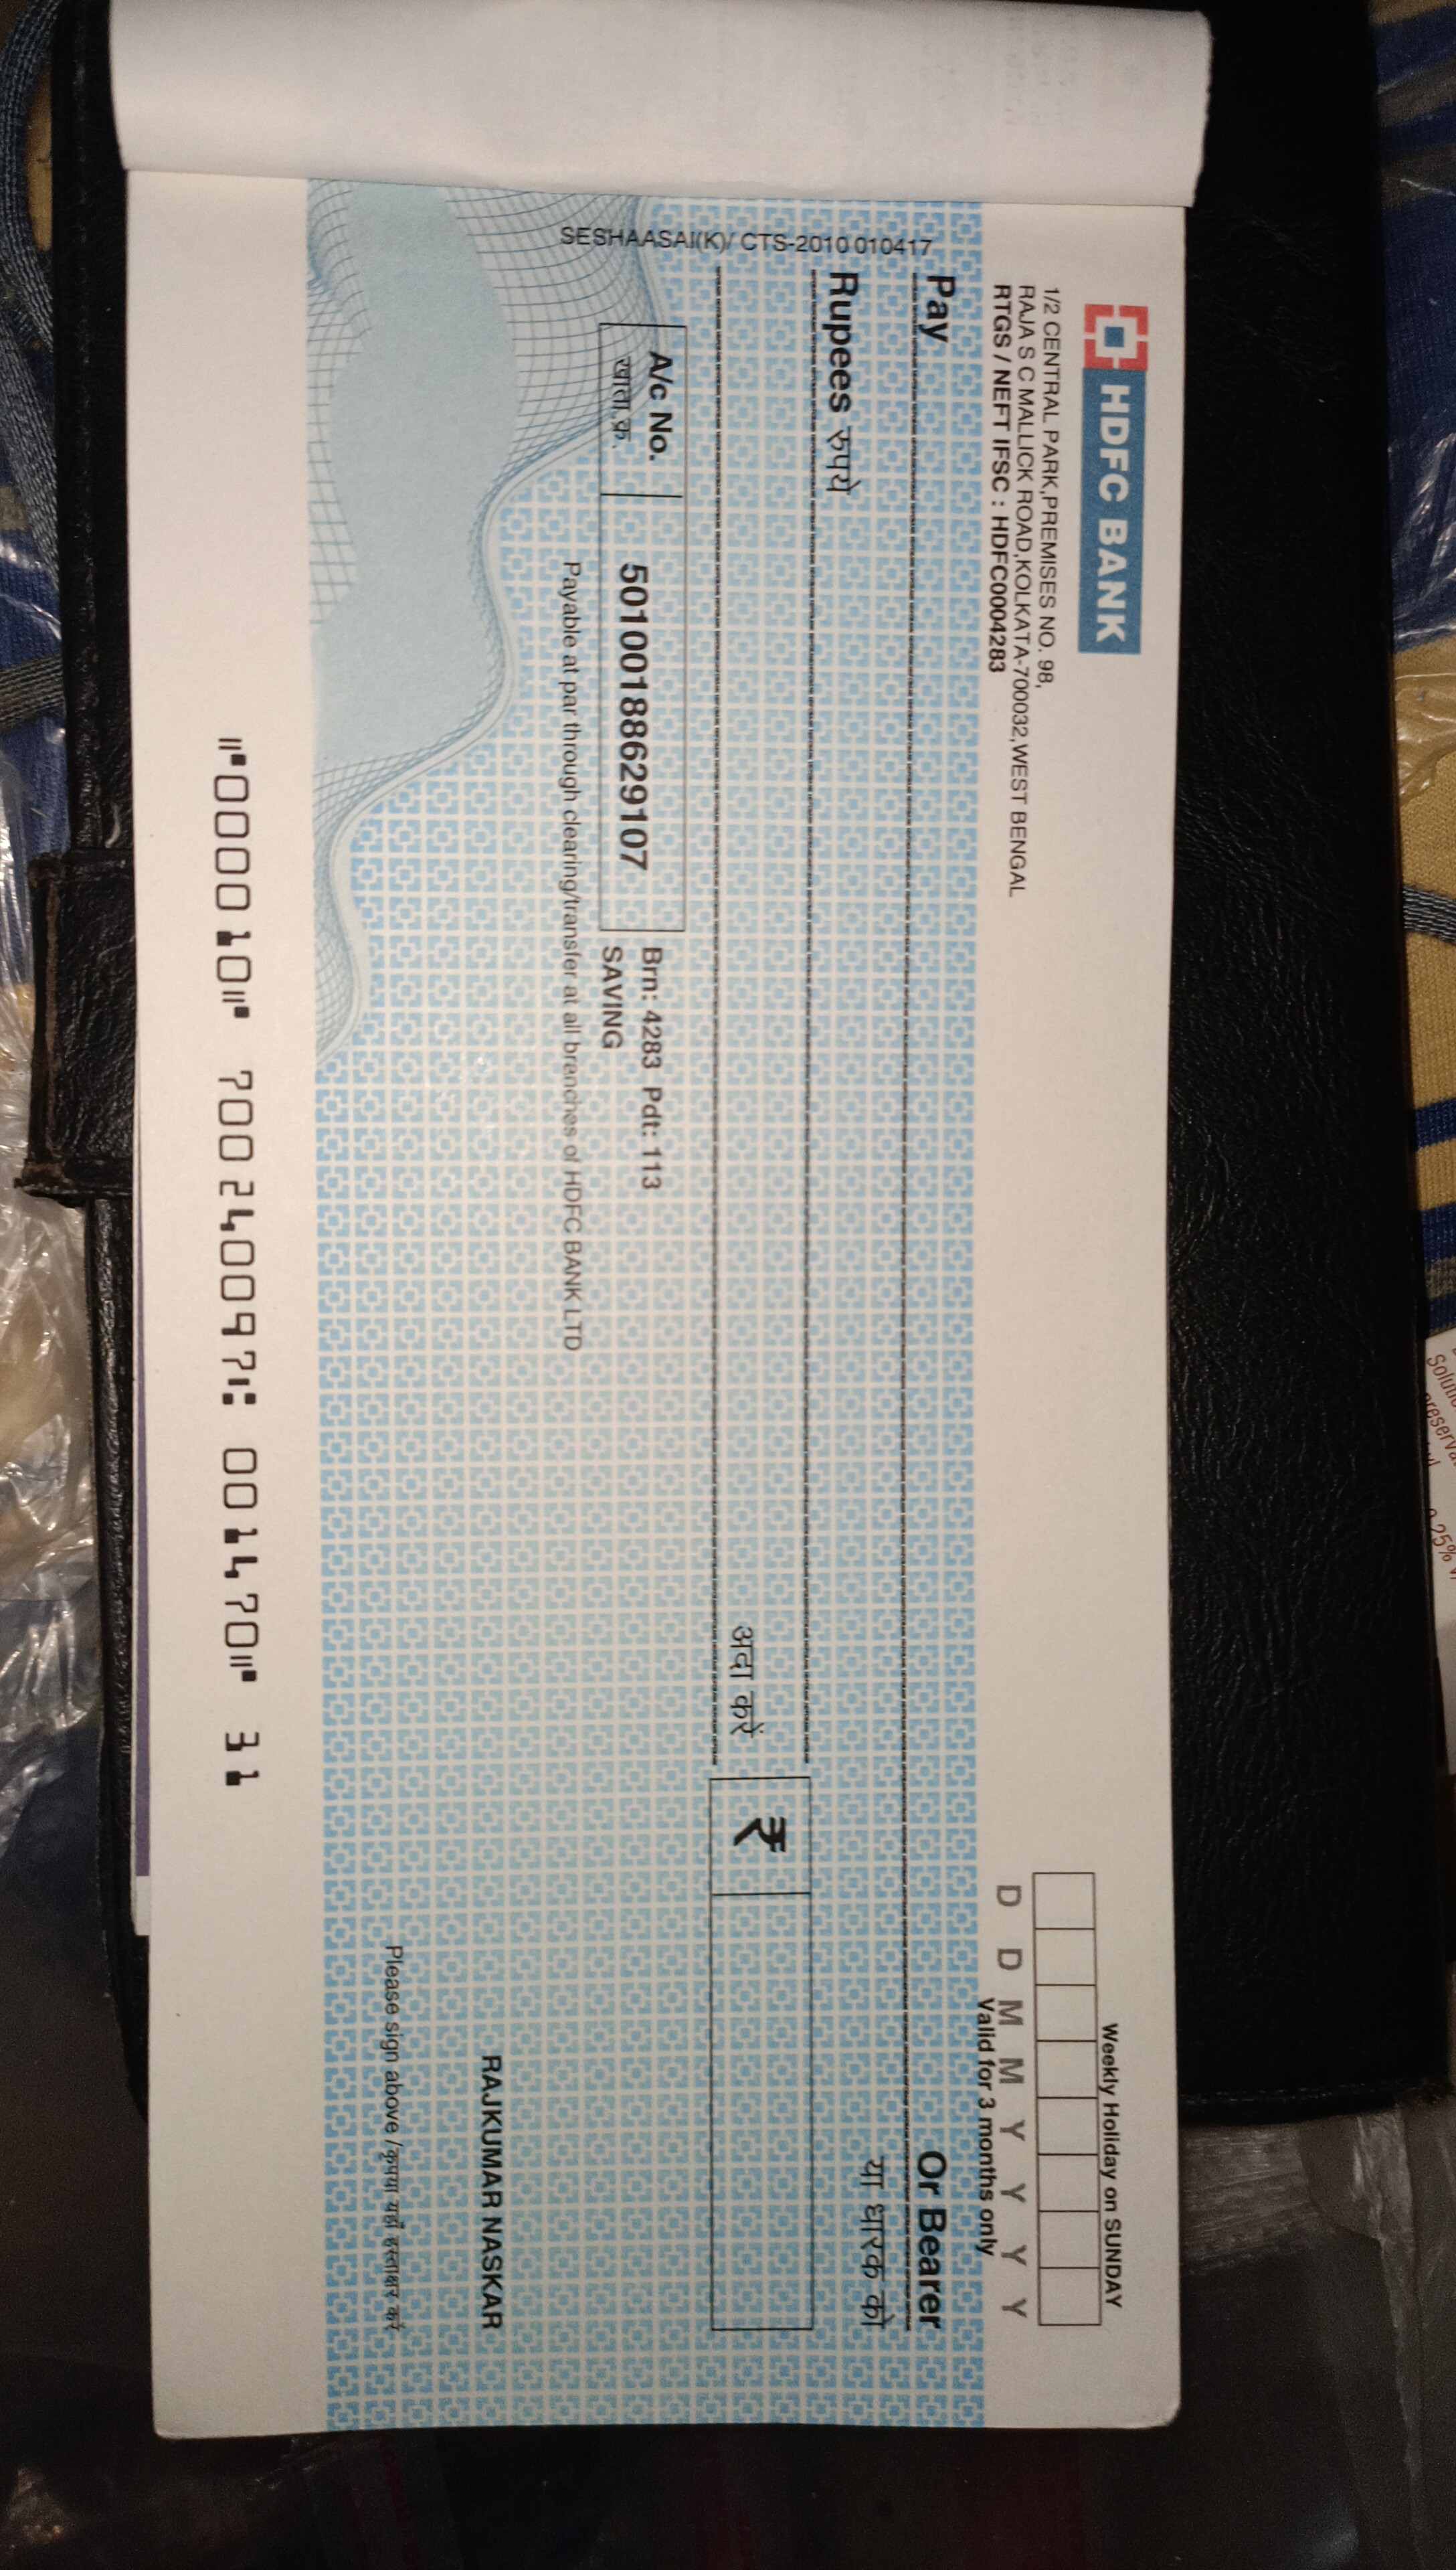 HDFC BANK
1/2 CENTRAL PARK,PREMISES NO. 98,
RAJA S C MALLICK ROAD,KOLKATA-700032,WEST BENGAL
RTGS / NEFT IFSC : HDFC0004283
Weekly Holiday on SUNDAY
D D M M Y Y Y Y
Valid for 3 months only
Pay
Or Bearer
या धारक को
Rupees रुपये
अदा करें
₹
A/c No.
खाता क्र.
50100188629107
Brn: 4283 Pdt: 113
SAVING
Payable at par through clearing/transfer at all branches of HDFC BANK LTD
SESHAASAI(K)/ CTS-2010 010417
RAJKUMAR NASKAR
Please sign above /कृपया यहाँ हस्ताक्षर करें
⑈000010⑈ 700240097⑆ 001470⑈ 31
0.25%